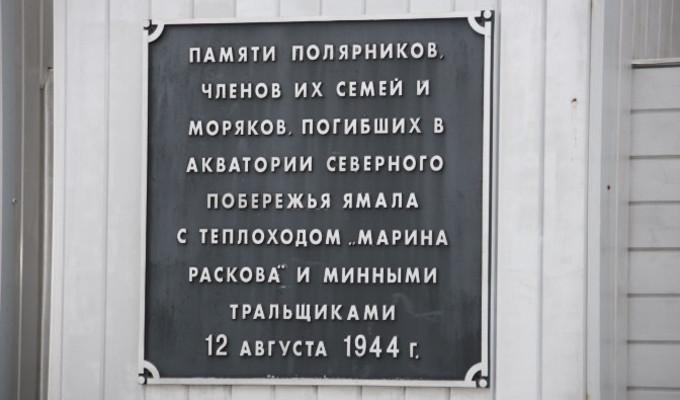 ПАМЯТИ ПОЛЯРНИКОВ,
ЧЛЕНОВ ИХ СЕМЕЙ И
МОРЯКОВ, ПОГИБШИХ В
АКВАТОРИИ СЕВЕРНОГО
ПОБЕРЕЖЬЯ ЯМАЛА
С ТЕПЛОХОДОМ „МАРИНА
РАСКОВА" И МИННЫМИ
ТРАЛЬЩИКАМИ
12 АВГУСТА 1944 Г.